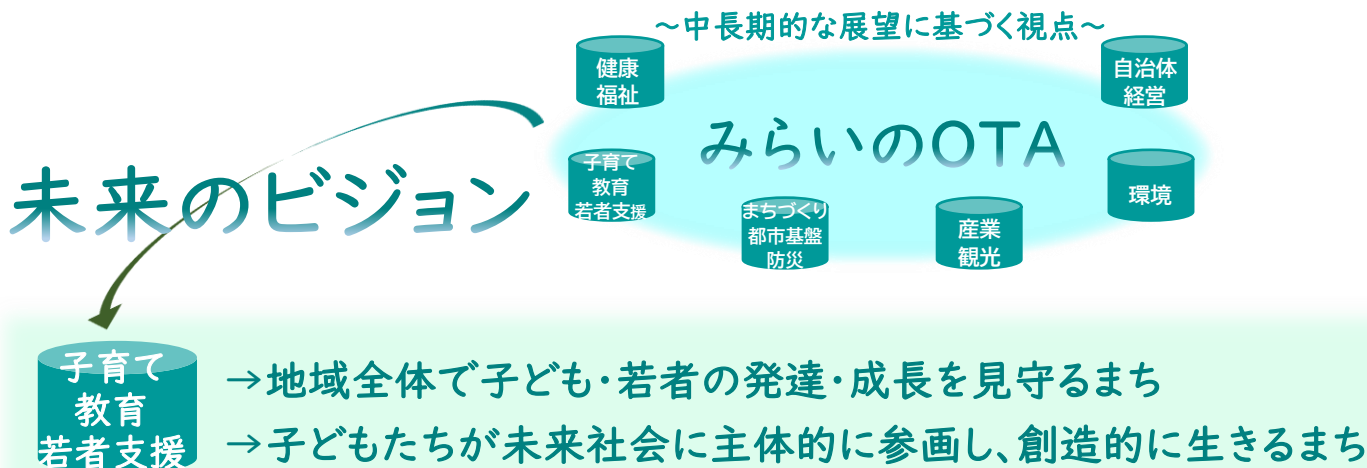 ~中長期的な展望に基づく視点~
健康
福祉
自治体
経営
みらいのOTA
子育て
教育
若者支援
環境
まちづくり
都市基盤
防災
産業
観光
未来のビジョン
子育て
教育
若者支援
→地域全体で子ども・若者の発達・成長を見守るまち
→子どもたちが未来社会に主体的に参画し、創造的に生きるまち